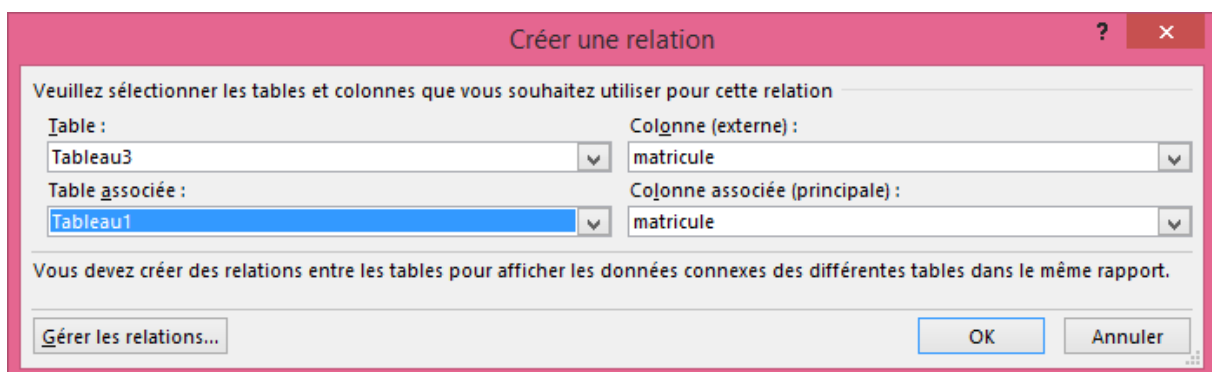 Créer une relation
?
×
Veuillez sélectionner les tables et colonnes que vous souhaitez utiliser pour cette relation
Table :
Colonne (externe) :
Tableau3
matricule
Table associée :
Colonne associée (principale) :
Tableau1
matricule
Vous devez créer des relations entre les tables pour afficher les données connexes des différentes tables dans le même rapport.
Gérer les relations...
OK
Annuler